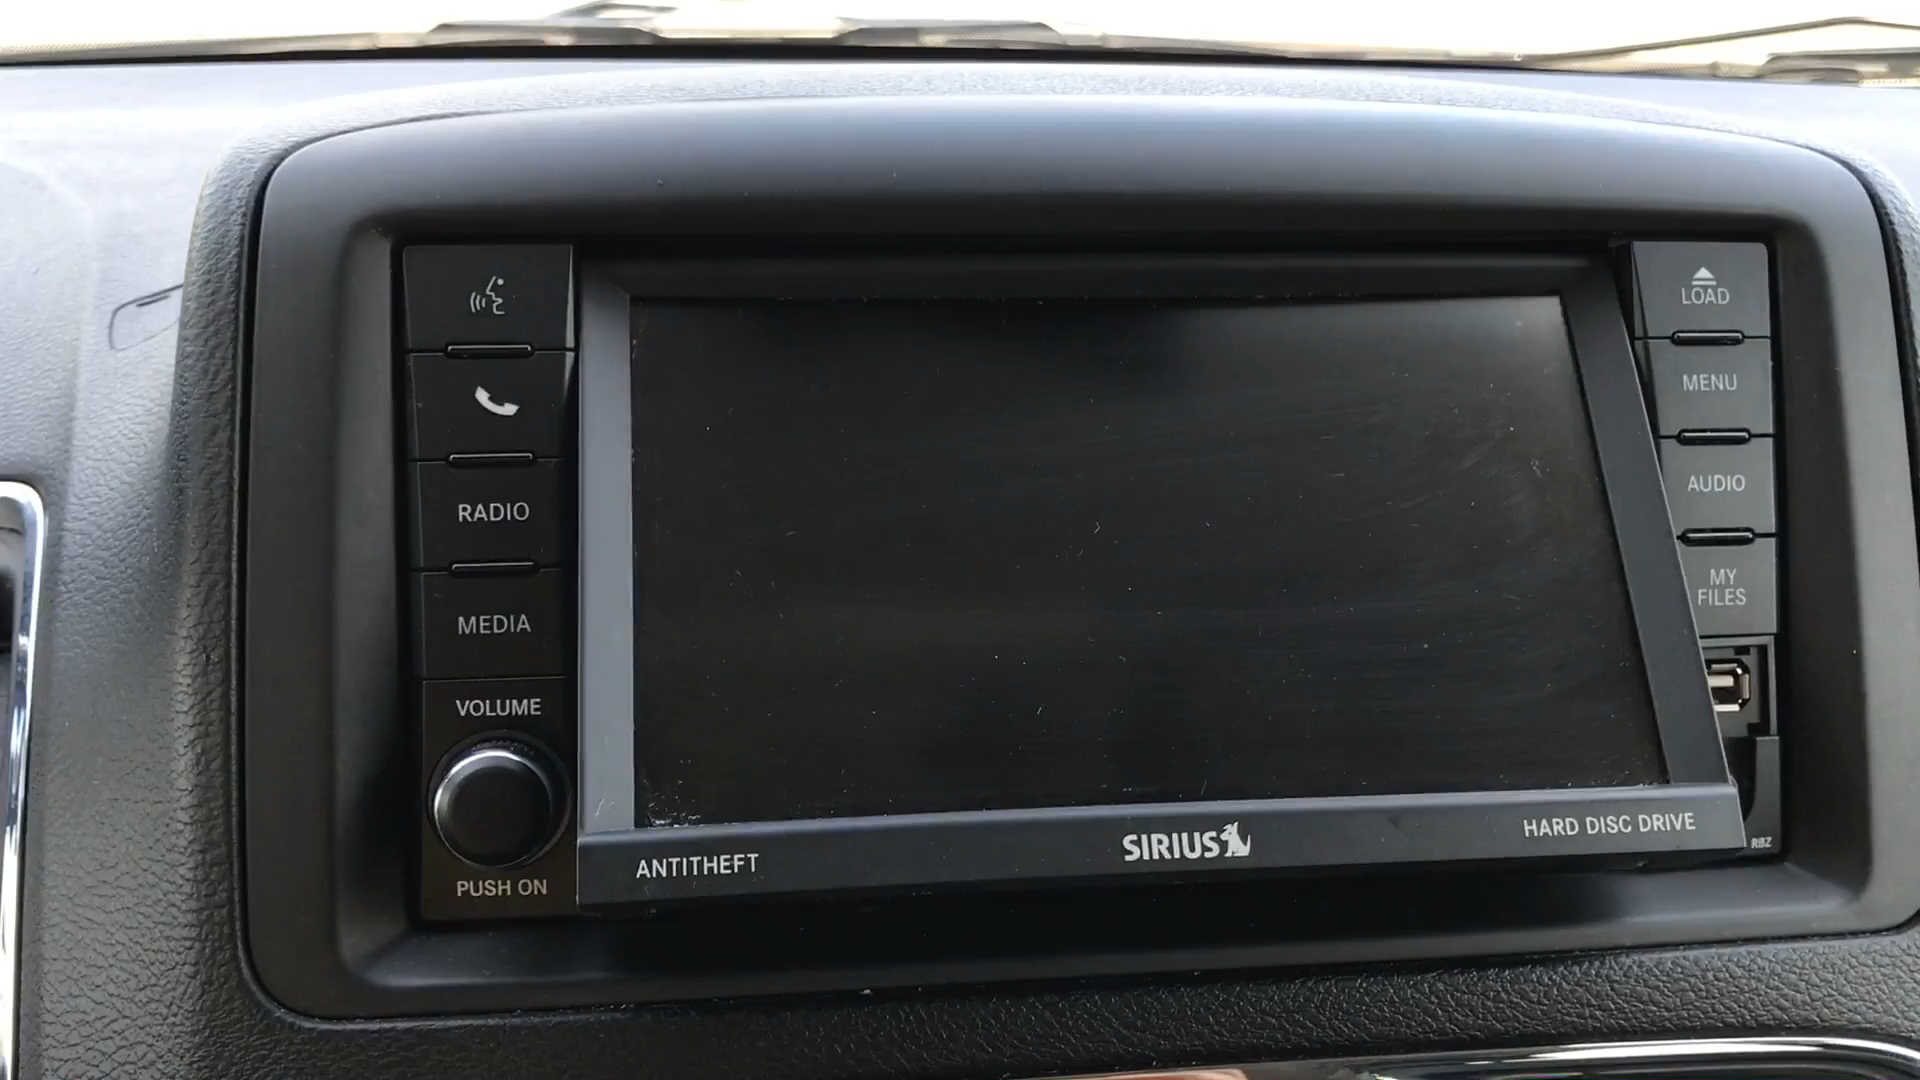 RADIO
MEDIA
VOLUME
PUSH ON
ANTITHEFT
SIRIUS
HARD DISC DRIVE
LOAD
MENU
AUDIO
MY
FILES
RBZ